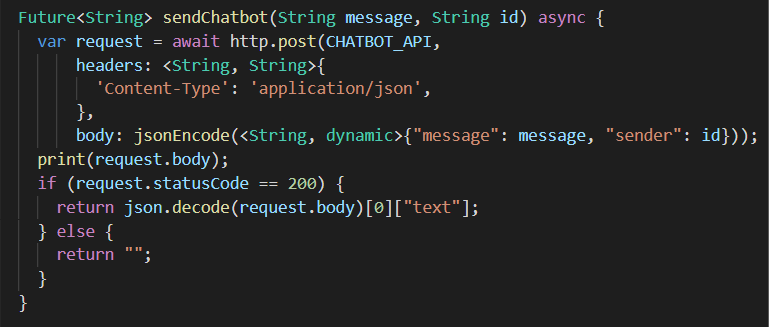 Future<String> sendChatbot(String message, String id) async {
  var request = await http.post(CHATBOT_API,
      headers: <String, String>{
        'Content-Type': 'application/json',
      },
      body: jsonEncode(<String, dynamic>{"message": message, "sender": id}));
  print(request.body);
  if (request.statusCode == 200) {
    return json.decode(request.body)[0]["text"];
  } else {
    return "";
  }
}